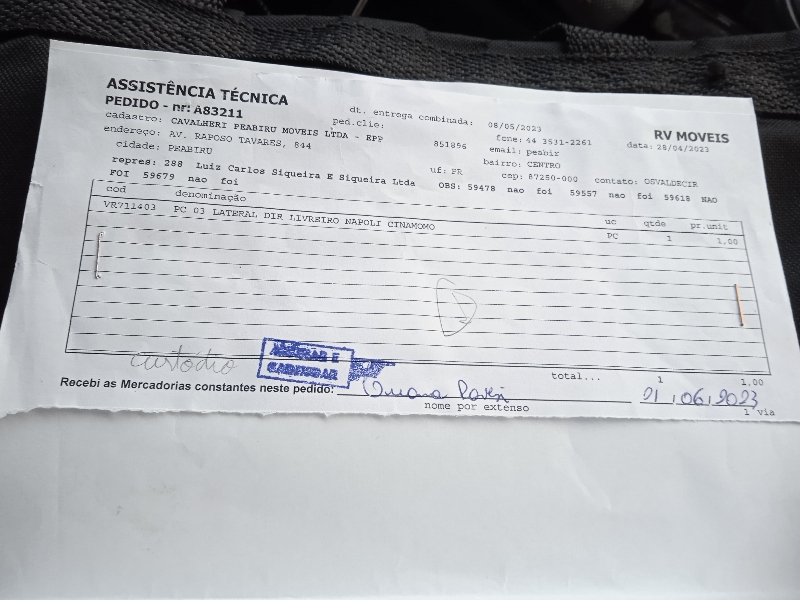 ASSISTÊNCIA TÉCNICA
PEDIDO - nr: A83211
dt. entrega combinada: 08/05/2023
RV MOVEIS
cadastro: CAVALHERI PEABIRU MOVEIS LTDA - EPP ped.clie: 851896 fone: 44 3531-2261 data: 28/04/2023
endereço: AV. RAPOSO TAVARES, 844 email: peabir
cidade: PEABIRU uf: PR bairro: CENTRO
repres: 288 Luiz Carlos Siqueira E Siqueira Ltda cep: 87250-000 contato: OSVALDECIR
OBS: 59478 nao foi 59557 nao foi 59618 NAO
FOI 59679 nao foi
cod denominação uc qtde pr.unit
VR711403 PC 03 LATERAL DIR LIVREIRO NAPOLI CINAMOMO PC 1 1,00
custódio
total... 1 1,00
Recebi as Mercadorias constantes neste pedido: 21/06/2023
nome por extenso
1 via